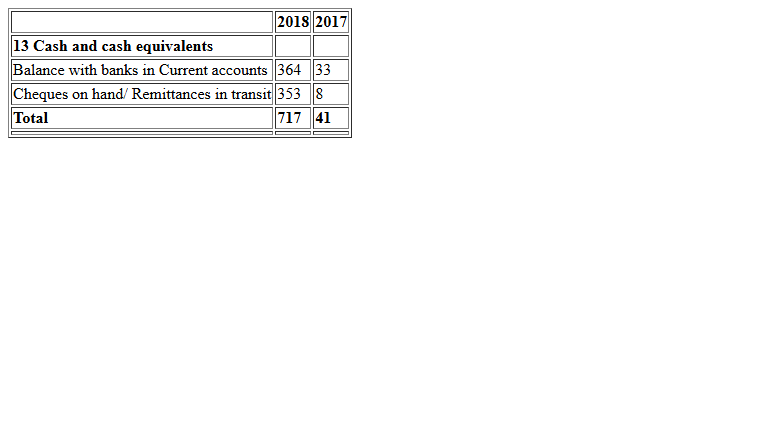 2018 2017
13 Cash and cash equivalents
Balance with banks in Current accounts 364 33
Cheques on hand/ Remittances in transit 353 8
Total 717 41